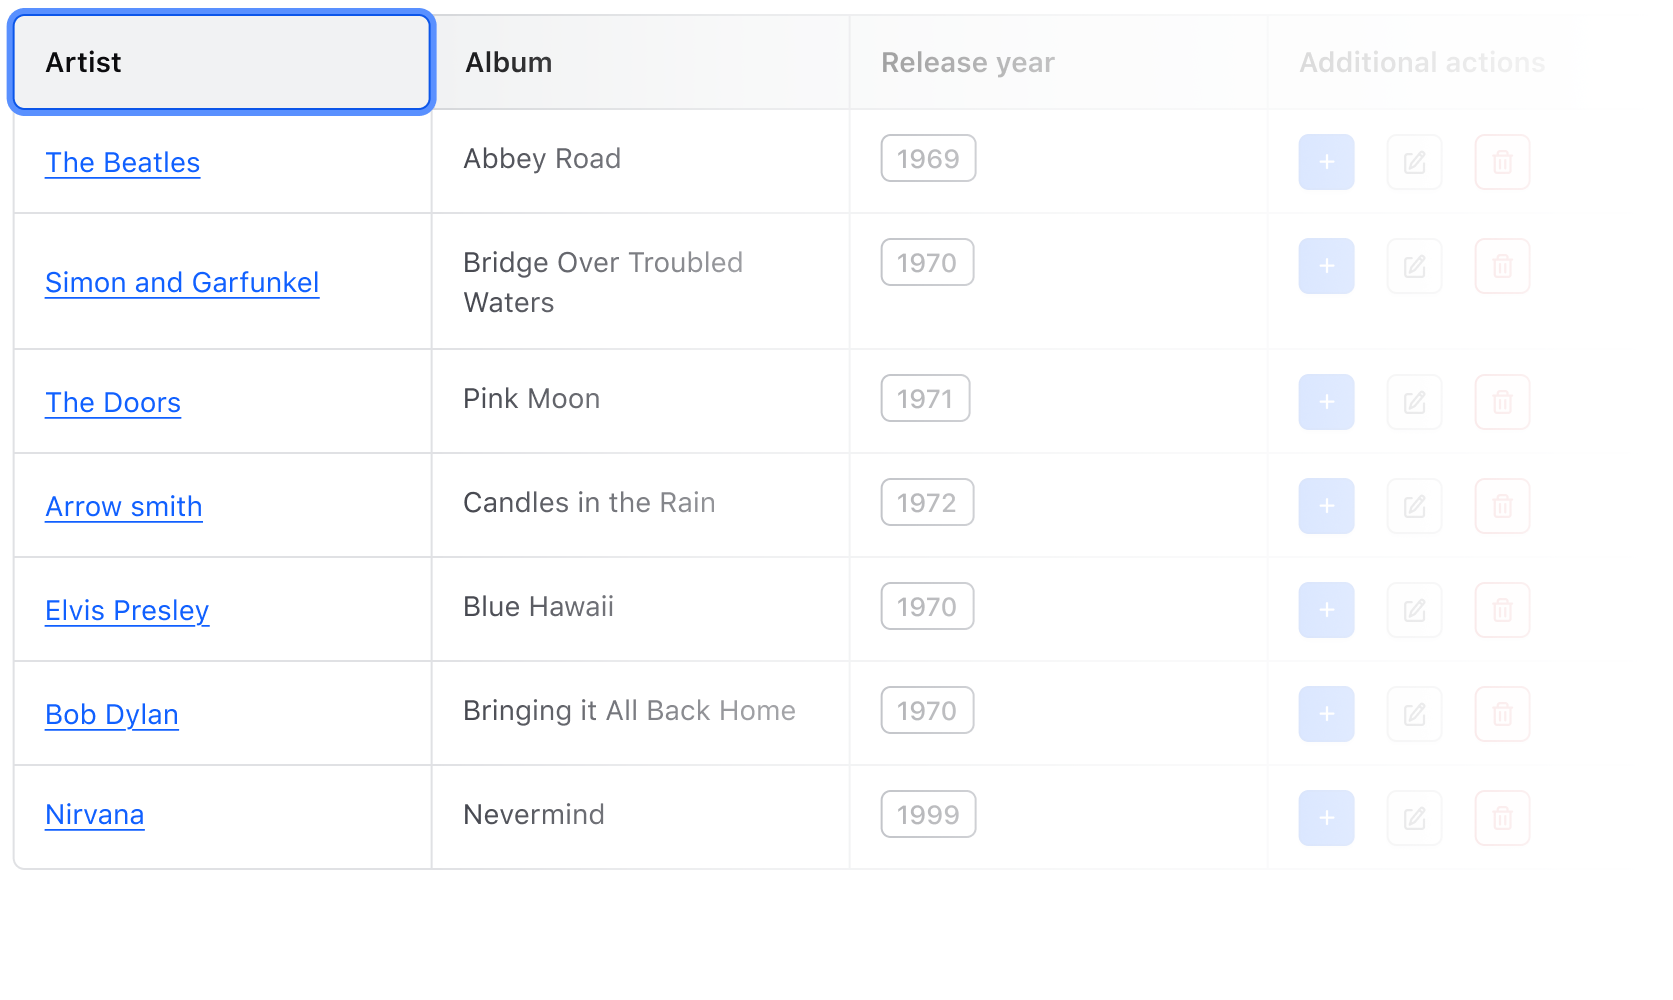 Artist Album Release year Additional actions
The Beatles Abbey Road 1969
Simon and Garfunkel Bridge Over Troubled Waters 1970
The Doors Pink Moon 1971
Arrow smith Candles in the Rain 1972
Elvis Presley Blue Hawaii 1970
Bob Dylan Bringing it All Back Home 1970
Nirvana Nevermind 1999